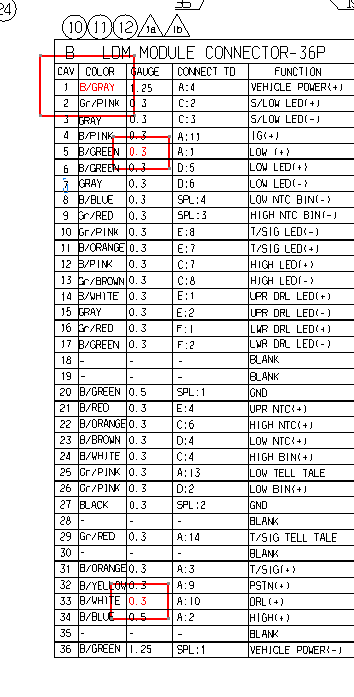 24
36
10 11 12 1a 1b
B LDM MODULE CONNECTOR-36P
CAV COLOR GAUGE CONNECT TO FUNCTION
1 B/GRAY 1.25 A:4 VEHICLE POWER(+)
2 Gr/PINK 0.3 C:2 S/LOW LED(+)
3 GRAY 0.3 C:3 S/LOW LED(-)
4 B/PINK 0.3 A:11 IG(+)
5 B/GREEN 0.3 A:1 LOW (+)
6 B/GREEN 0.3 D:5 LOW LED(+)
7 GRAY 0.3 D:6 LOW LED(-)
8 B/BLUE 0.3 SPL:4 LOW NTC BIN(-)
9 Gr/RED 0.3 SPL:3 HIGH NTC BIN(-)
10 Gr/PINK 0.3 E:8 T/SIG LED(-)
11 B/ORANGE 0.3 E:7 T/SIG LED(+)
12 B/PINK 0.3 C:7 HIGH LED(+)
13 Gr/BROWN 0.3 C:8 HIGH LED(-)
14 B/WHITE 0.3 E:1 UPR DRL LED(+)
15 GRAY 0.3 E:2 UPR DRL LED(-)
16 Gr/RED 0.3 F:1 LWR DRL LED(+)
17 B/GREEN 0.3 F:2 LWR DRL LED(-)
18 - - - BLANK
19 - - - BLANK
20 B/GREEN 0.5 SPL:1 GND
21 B/RED 0.3 E:4 UPR NTC(+)
22 B/ORANGE 0.3 C:6 HIGH NTC(+)
23 B/BROWN 0.3 D:4 LOW NTC(+)
24 B/WHITE 0.3 C:4 HIGH BIN(+)
25 Gr/PINK 0.3 A:13 LOW TELL TALE
26 Gr/PINK 0.3 D:2 LOW BIN(+)
27 BLACK 0.3 SPL:2 GND
28 - - - BLANK
29 Gr/RED 0.3 A:14 T/SIG TELL TALE
30 - - - BLANK
31 B/ORANGE 0.3 A:3 T/SIG(+)
32 B/YELLOW 0.3 A:9 PSTN(+)
33 B/WHITE 0.3 A:10 DRL(+)
34 B/BLUE 0.5 A:2 HIGH(+)
35 - - - BLANK
36 B/GREEN 1.25 SPL:1 VEHICLE POWER(-)